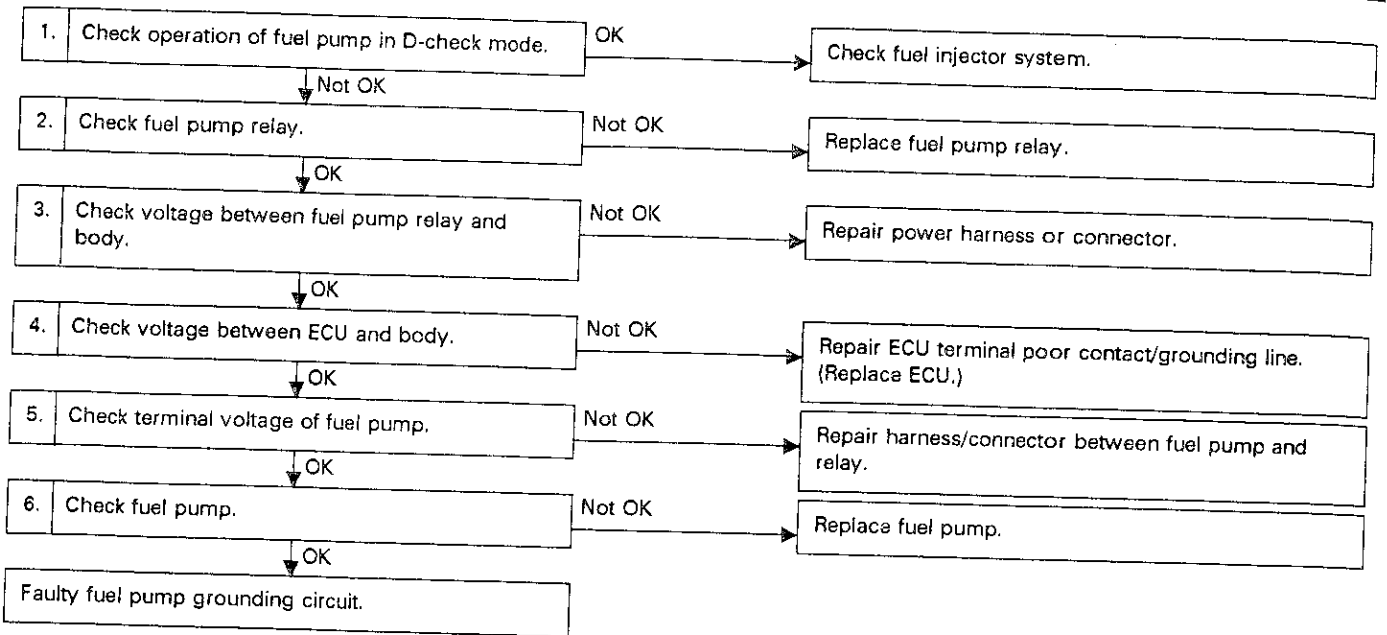 1. Check operation of fuel pump in D-check mode.
OK
Check fuel injector system.
Not OK
2. Check fuel pump relay.
Not OK
Replace fuel pump relay.
OK
3. Check voltage between fuel pump relay and
body.
Not OK
Repair power harness or connector.
OK
4. Check voltage between ECU and body.
Not OK
Repair ECU terminal poor contact/grounding line.
(Replace ECU.)
OK
5. Check terminal voltage of fuel pump.
Not OK
Repair harness/connector between fuel pump and
relay.
OK
6. Check fuel pump.
Not OK
Replace fuel pump.
OK
Faulty fuel pump grounding circuit.